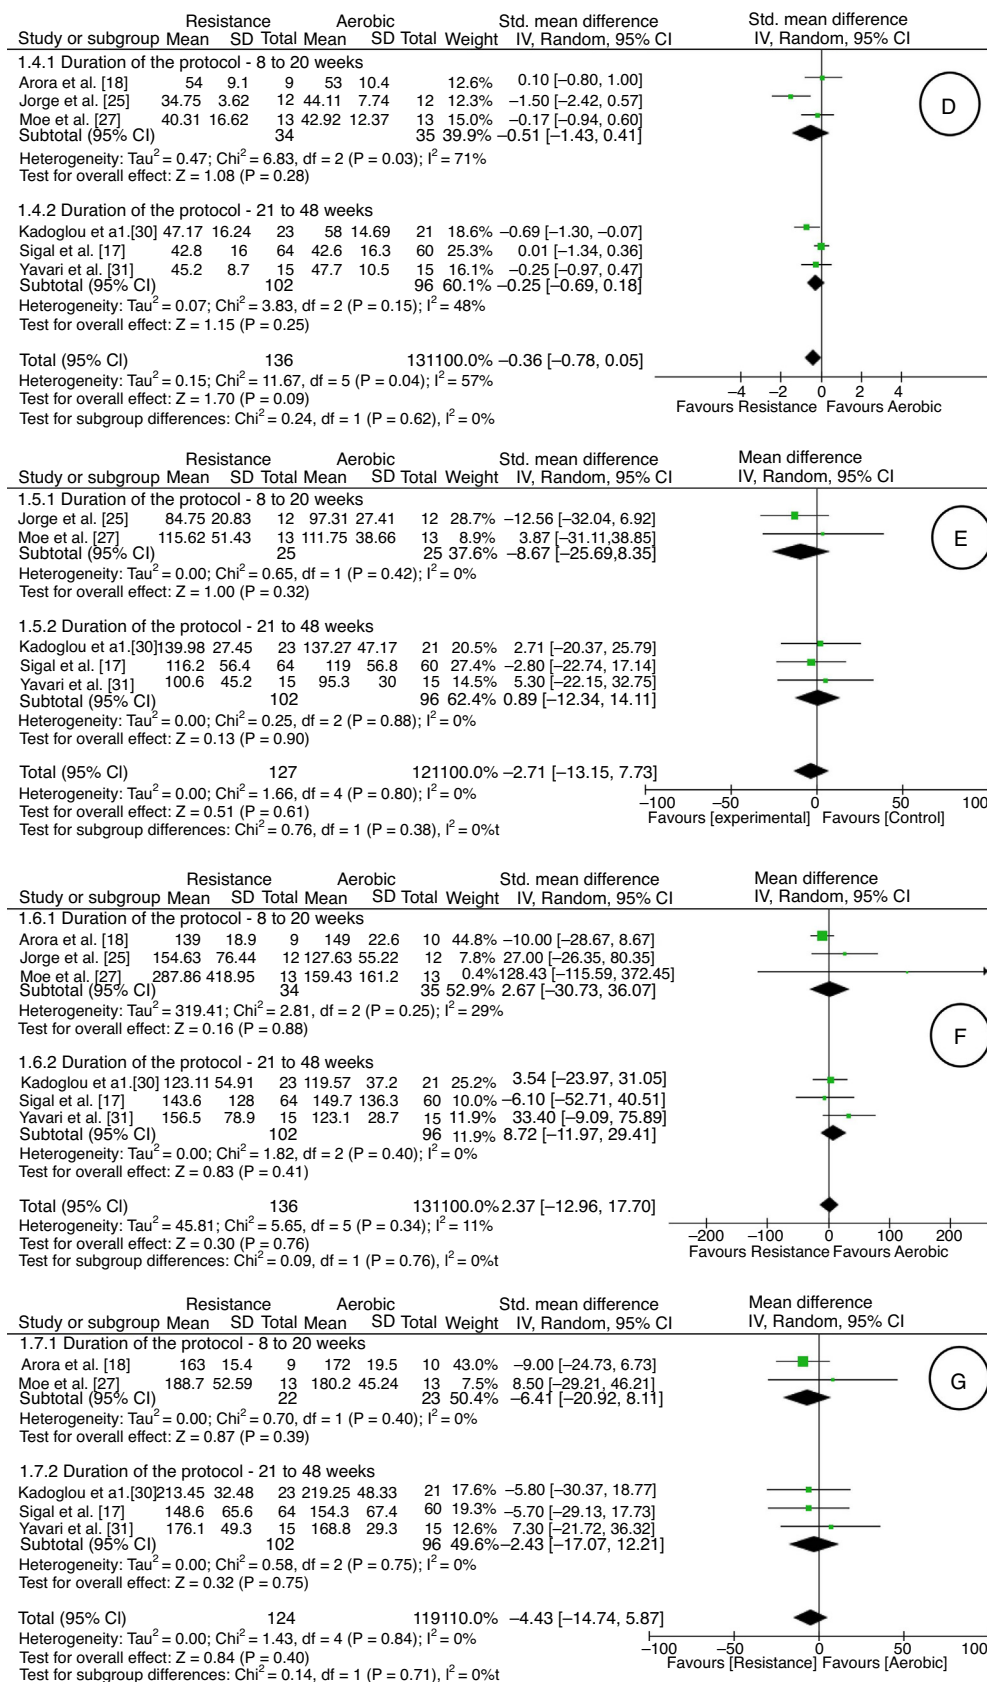 Resistance Aerobic Std. mean difference Std. mean difference
Study or subgroup Mean SD Total Mean SD Total Weight IV, Random, 95% CI IV, Random, 95% CI
1.4.1 Duration of the protocol - 8 to 20 weeks
Arora et al. [18] 54 9.1 9 53 10.4 12.6% 0.10 [–0.80, 1.00]
Jorge et al. [25] 34.75 3.62 12 44.11 7.74 12 12.3% –1.50 [–2.42, 0.57]
Moe et al. [27] 40.31 16.62 13 42.92 12.37 13 15.0% –0.17 [–0.94, 0.60]
Subtotal (95% CI) 34 35 39.9% –0.51 [–1.43, 0.41]
Heterogeneity: Tau² = 0.47; Chi² = 6.83, df = 2 (P = 0.03); I² = 71%
Test for overall effect: Z = 1.08 (P = 0.28)
D
1.4.2 Duration of the protocol - 21 to 48 weeks
Kadoglou et a1.[30] 47.17 16.24 23 58 14.69 21 18.6% –0.69 [–1.30, –0.07]
Sigal et al. [17] 42.8 16 64 42.6 16.3 60 25.3% 0.01 [–1.34, 0.36]
Yavari et al. [31] 45.2 8.7 15 47.7 10.5 15 16.1% –0.25 [–0.97, 0.47]
Subtotal (95% CI) 102 96 60.1% –0.25 [–0.69, 0.18]
Heterogeneity: Tau² = 0.07; Chi² = 3.83, df = 2 (P = 0.15); I² = 48%
Test for overall effect: Z = 1.15 (P = 0.25)
Total (95% CI) 136 131100.0% –0.36 [–0.78, 0.05]
Heterogeneity: Tau² = 0.15; Chi² = 11.67, df = 5 (P = 0.04); I² = 57%
Test for overall effect: Z = 1.70 (P = 0.09)
Test for subgroup differences: Chi² = 0.24, df = 1 (P = 0.62), I² = 0%
–4 –2 0 2 4
Favours Resistance Favours Aerobic
Resistance Aerobic Std. mean difference Mean difference
Study or subgroup Mean SD Total Mean SD Total Weight IV, Random, 95% CI IV, Random, 95% CI
1.5.1 Duration of the protocol - 8 to 20 weeks
Jorge et al. [25] 84.75 20.83 12 97.31 27.41 12 28.7% –12.56 [–32.04, 6.92]
Moe et al. [27] 115.62 51.43 13 111.75 38.66 13 8.9% 3.87 [–31.11,38.85]
Subtotal (95% CI) 25 25 37.6% –8.67 [–25.69,8.35]
Heterogeneity: Tau² = 0.00; Chi² = 0.65, df = 1 (P = 0.42); I² = 0%
Test for overall effect: Z = 1.00 (P = 0.32)
E
1.5.2 Duration of the protocol - 21 to 48 weeks
Kadoglou et a1.[30]139.98 27.45 23 137.27 47.17 21 20.5% 2.71 [–20.37, 25.79]
Sigal et al. [17] 116.2 56.4 64 119 56.8 60 27.4% –2.80 [–22.74, 17.14]
Yavari et al. [31] 100.6 45.2 15 95.3 30 15 14.5% 5.30 [–22.15, 32.75]
Subtotal (95% CI) 102 96 62.4% 0.89 [–12.34, 14.11]
Heterogeneity: Tau² = 0.00; Chi² = 0.25, df = 2 (P = 0.88); I² = 0%
Test for overall effect: Z = 0.13 (P = 0.90)
Total (95% CI) 127 121100.0% –2.71 [–13.15, 7.73]
Heterogeneity: Tau² = 0.00; Chi² = 1.66, df = 4 (P = 0.80); I² = 0%
Test for overall effect: Z = 0.51 (P = 0.61)
Test for subgroup differences: Chi² = 0.76, df = 1 (P = 0.38), I² = 0%t
–100 –50 0 50 100
Favours [experimental] Favours [Control]
Resistance Aerobic Std. mean difference Mean difference
Study or subgroup Mean SD Total Mean SD Total Weight IV, Random, 95% CI IV, Random, 95% CI
1.6.1 Duration of the protocol - 8 to 20 weeks
Arora et al. [18] 139 18.9 9 149 22.6 10 44.8% –10.00 [–28.67, 8.67]
Jorge et al. [25] 154.63 76.44 12 127.63 55.22 12 7.8% 27.00 [–26.35, 80.35]
Moe et al. [27] 287.86 418.95 13 159.43 161.2 13 0.4%128.43 [–115.59, 372.45]
Subtotal (95% CI) 34 35 52.9% 2.67 [–30.73, 36.07]
Heterogeneity: Tau² = 319.41; Chi² = 2.81, df = 2 (P = 0.25); I² = 29%
Test for overall effect: Z = 0.16 (P = 0.88)
F
1.6.2 Duration of the protocol - 21 to 48 weeks
Kadoglou et a1.[30] 123.11 54.91 23 119.57 37.2 21 25.2% 3.54 [–23.97, 31.05]
Sigal et al. [17] 143.6 128 64 149.7 136.3 60 10.0% –6.10 [–52.71, 40.51]
Yavari et al. [31] 156.5 78.9 15 123.1 28.7 15 11.9% 33.40 [–9.09, 75.89]
Subtotal (95% CI) 102 96 11.9% 8.72 [–11.97, 29.41]
Heterogeneity: Tau² = 0.00; Chi² = 1.82, df = 2 (P = 0.40); I² = 0%
Test for overall effect: Z = 0.83 (P = 0.41)
Total (95% CI) 136 131100.0%2.37 [–12.96, 17.70]
Heterogeneity: Tau² = 45.81; Chi² = 5.65, df = 5 (P = 0.34); I² = 11%
Test for overall effect: Z = 0.30 (P = 0.76)
Test for subgroup differences: Chi² = 0.09, df = 1 (P = 0.76), I² = 0%t
–200 –100 0 100 200
Favours Resistance Favours Aerobic
Resistance Aerobic Std. mean difference Mean difference
Study or subgroup Mean SD Total Mean SD Total Weight IV, Random, 95% CI IV, Random, 95% CI
1.7.1 Duration of the protocol - 8 to 20 weeks
Arora et al. [18] 163 15.4 9 172 19.5 10 43.0% –9.00 [–24.73, 6.73]
Moe et al. [27] 188.7 52.59 13 180.2 45.24 13 7.5% 8.50 [–29.21, 46.21]
Subtotal (95% CI) 22 23 50.4% –6.41 [–20.92, 8.11]
Heterogeneity: Tau² = 0.00; Chi² = 0.70, df = 1 (P = 0.40); I² = 0%
Test for overall effect: Z = 0.87 (P = 0.39)
G
1.7.2 Duration of the protocol - 21 to 48 weeks
Kadoglou et a1.[30]213.45 32.48 23 219.25 48.33 21 17.6% –5.80 [–30.37, 18.77]
Sigal et al. [17] 148.6 65.6 64 154.3 67.4 60 19.3% –5.70 [–29.13, 17.73]
Yavari et al. [31] 176.1 49.3 15 168.8 29.3 15 12.6% 7.30 [–21.72, 36.32]
Subtotal (95% CI) 102 96 49.6%–2.43 [–17.07, 12.21]
Heterogeneity: Tau² = 0.00; Chi² = 0.58, df = 2 (P = 0.75); I² = 0%
Test for overall effect: Z = 0.32 (P = 0.75)
Total (95% CI) 124 119110.0% –4.43 [–14.74, 5.87]
Heterogeneity: Tau² = 0.00; Chi² = 1.43, df = 4 (P = 0.84); I² = 0%
Test for overall effect: Z = 0.84 (P = 0.40)
Test for subgroup differences: Chi² = 0.14, df = 1 (P = 0.71), I² = 0%t
–100 –50 0 50 100
Favours [Resistance] Favours [Aerobic]